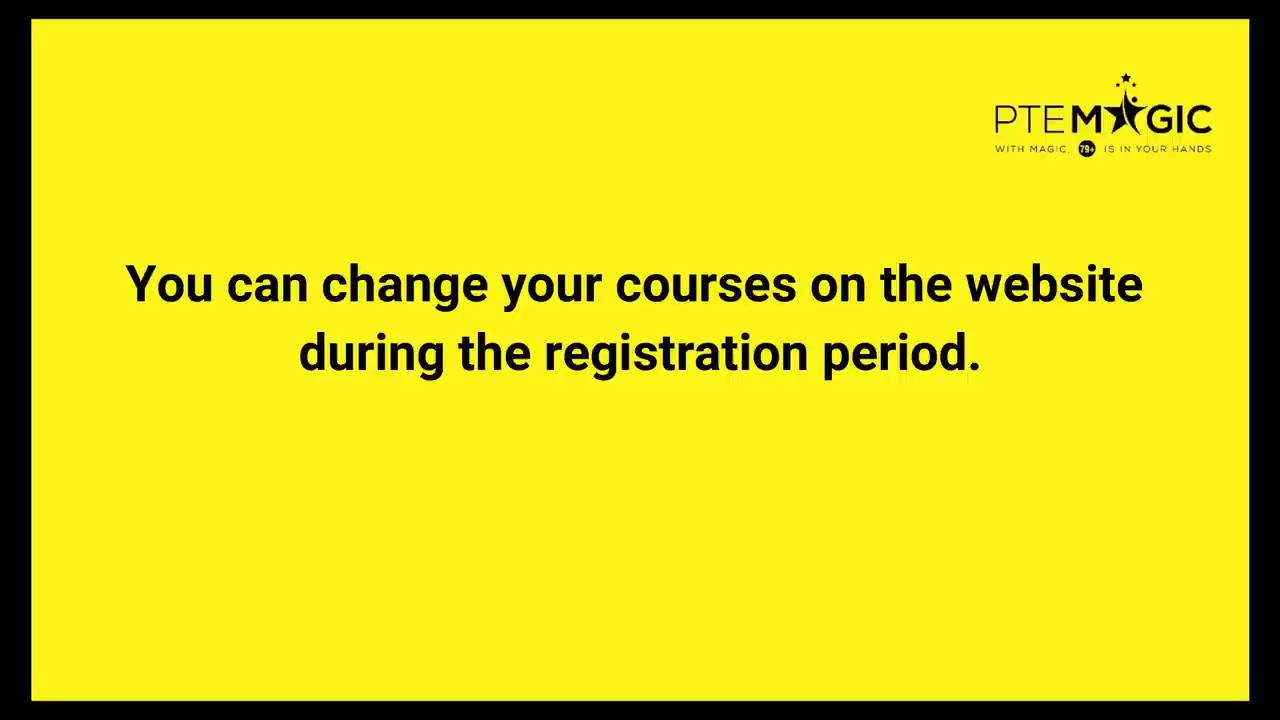 PTEMAGIC
WITH MAGIC, 79+ IS IN YOUR HANDS
You can change your courses on the website
during the registration period.